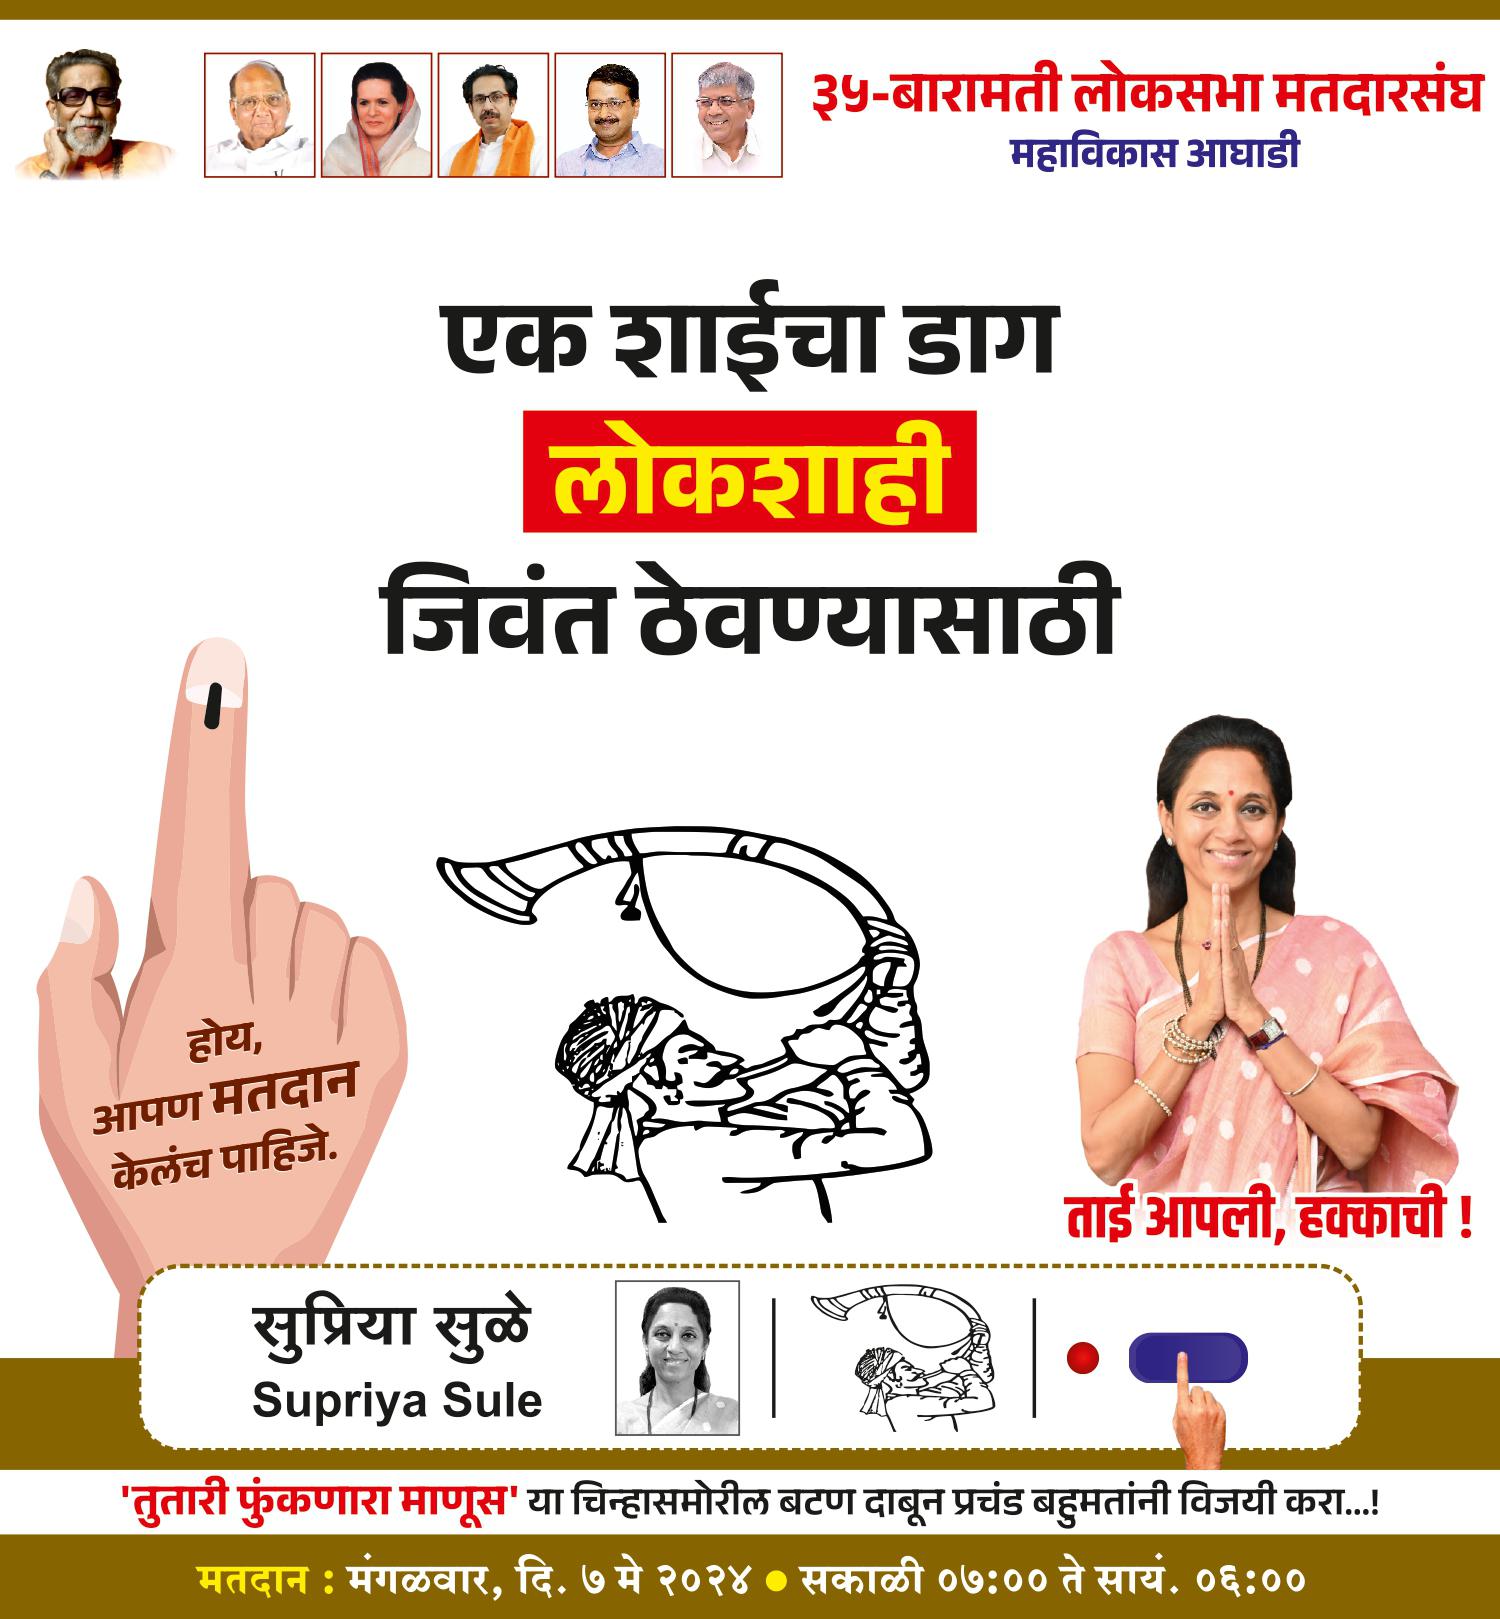 ३५-बारामती लोकसभा मतदारसंघ
महाविकास आघाडी
एक शाईचा डाग
लोकशाही
जिवंत ठेवण्यासाठी
होय,
आपण मतदान
केलंच पाहिजे.
ताई आपली, हक्काची !
सुप्रिया सुळे
Supriya Sule
'तुतारी फुंकणारा माणूस' या चिन्हासमोरील बटण दाबून प्रचंड बहुमतांनी विजयी करा...!
मतदान : मंगळवार, दि. ७ मे २०२४ ● सकाळी ०७:०० ते सायं. ०६:००